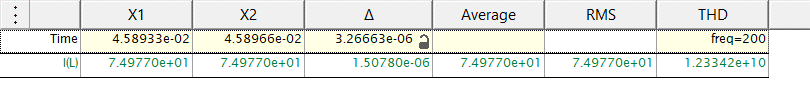 X1 X2 Δ Average RMS THD
Time 4.58933e-02 4.58966e-02 3.26663e-06 freq=200
I(L) 7.49770e+01 7.49770e+01 1.50780e-06 7.49770e+01 7.49770e+01 1.23342e+10